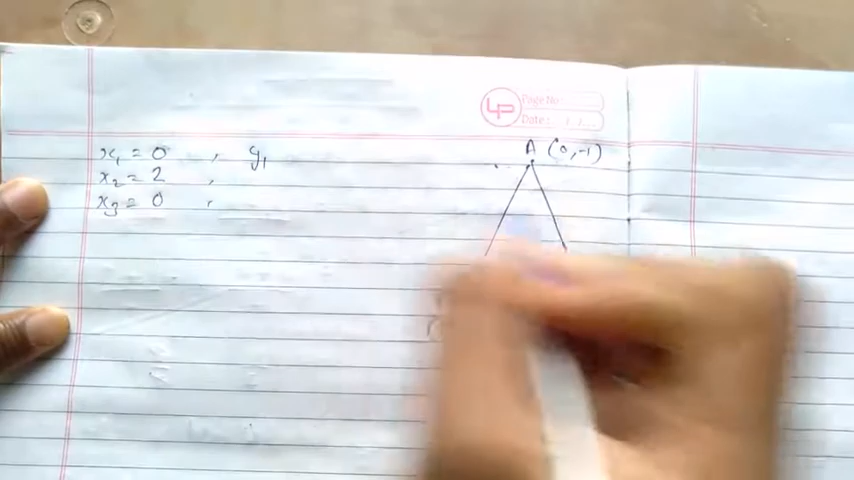 LP Page No.:
Date:
x₁ = 0 , y₁
x₂ = 2 ,
x₃ = 0 ,
A (0,-1)